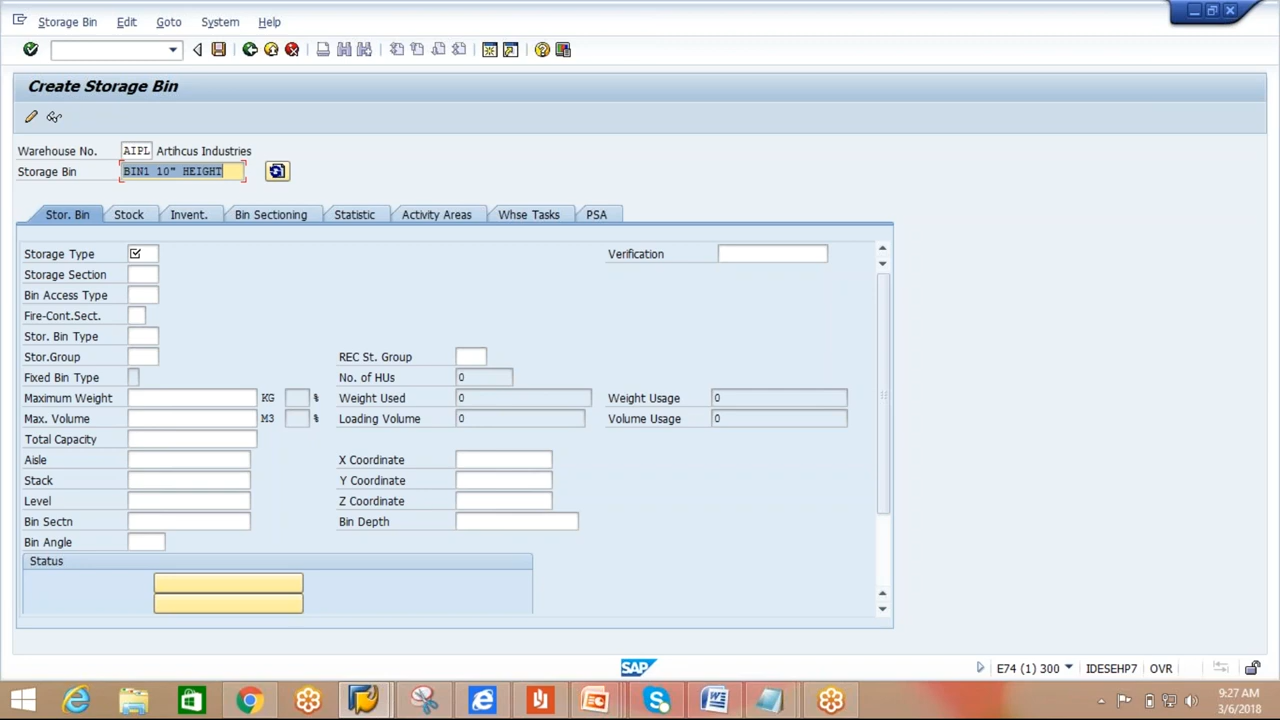 Storage Bin Edit Goto System Help
Create Storage Bin
Warehouse No. AIPL Artihcus Industries
Storage Bin BIN1 10" HEIGHT
Stor. Bin Stock Invent. Bin Sectioning Statistic Activity Areas Whse Tasks PSA
Storage Type Verification
Storage Section
Bin Access Type
Fire-Cont.Sect.
Stor. Bin Type
Stor.Group REC St. Group
Fixed Bin Type No. of HUs 0
Maximum Weight KG % Weight Used 0 Weight Usage 0
Max. Volume M3 % Loading Volume 0 Volume Usage 0
Total Capacity
Aisle X Coordinate
Stack Y Coordinate
Level Z Coordinate
Bin Sectn Bin Depth
Bin Angle
Status
SAP E74 (1) 300 IDESEHP7 OVR
9:27 AM
3/6/2018